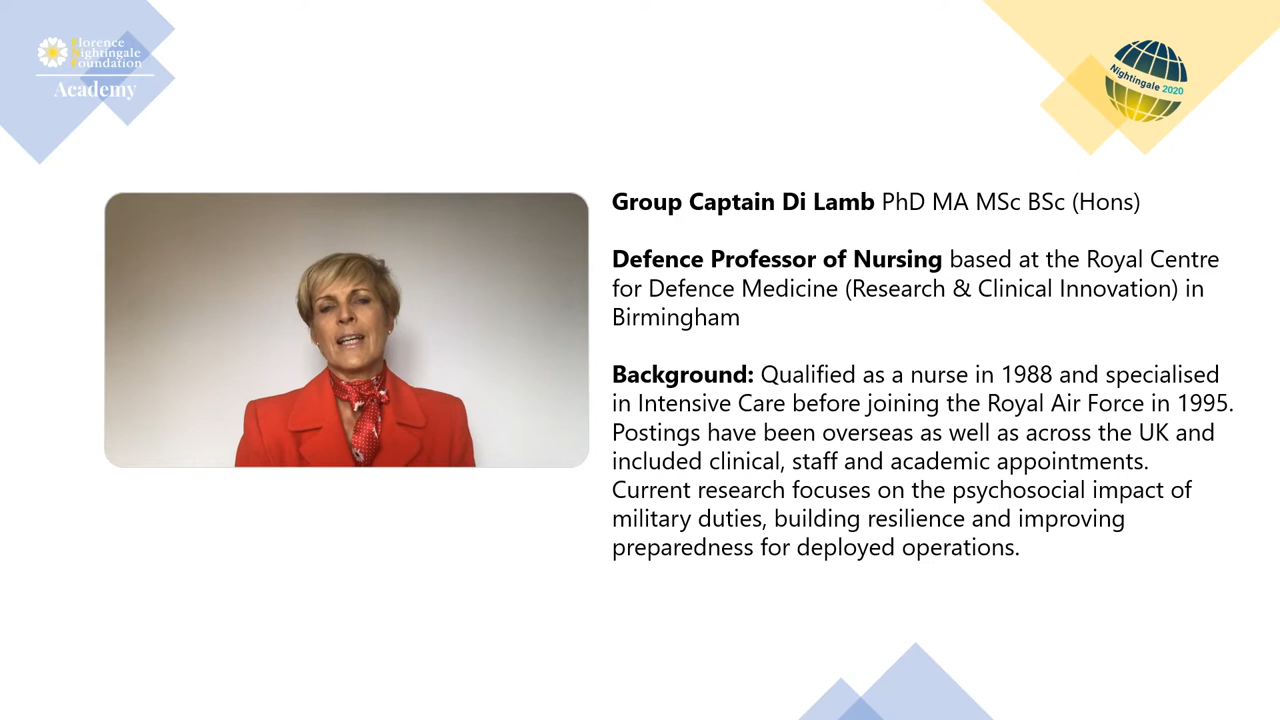 Florence
Nightingale
Foundation
Academy
Nightingale 2020
Group Captain Di Lamb PhD MA MSc BSc (Hons)
Defence Professor of Nursing based at the Royal Centre
for Defence Medicine (Research & Clinical Innovation) in
Birmingham
Background: Qualified as a nurse in 1988 and specialised
in Intensive Care before joining the Royal Air Force in 1995.
Postings have been overseas as well as across the UK and
included clinical, staff and academic appointments.
Current research focuses on the psychosocial impact of
military duties, building resilience and improving
preparedness for deployed operations.